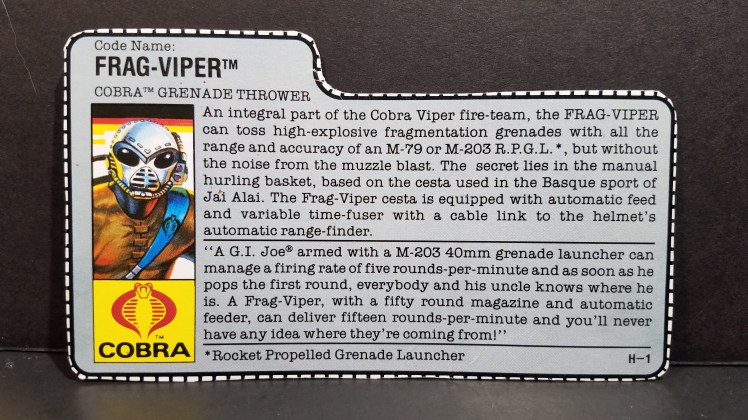 Code Name:
FRAG-VIPER™
COBRA™ GRENADE THROWER
An integral part of the Cobra Viper fire-team, the FRAG-VIPER
can toss high-explosive fragmentation grenades with all the
range and accuracy of an M-79 or M-203 R.P.G.L.*, but without
the noise from the muzzle blast. The secret lies in the manual
hurling basket, based on the cesta used in the Basque sport of
Jai Alai. The Frag-Viper cesta is equipped with automatic feed
and variable time-fuser with a cable link to the helmet's
automatic range-finder.
"A G.I. Joe® armed with a M-203 40mm grenade launcher can
manage a firing rate of five rounds-per-minute and as soon as he
pops the first round, everybody and his uncle knows where he
is. A Frag-Viper, with a fifty round magazine and automatic
feeder, can deliver fifteen rounds-per-minute and you'll never
have any idea where they're coming from!"
*Rocket Propelled Grenade Launcher
H-1
™
COBRA